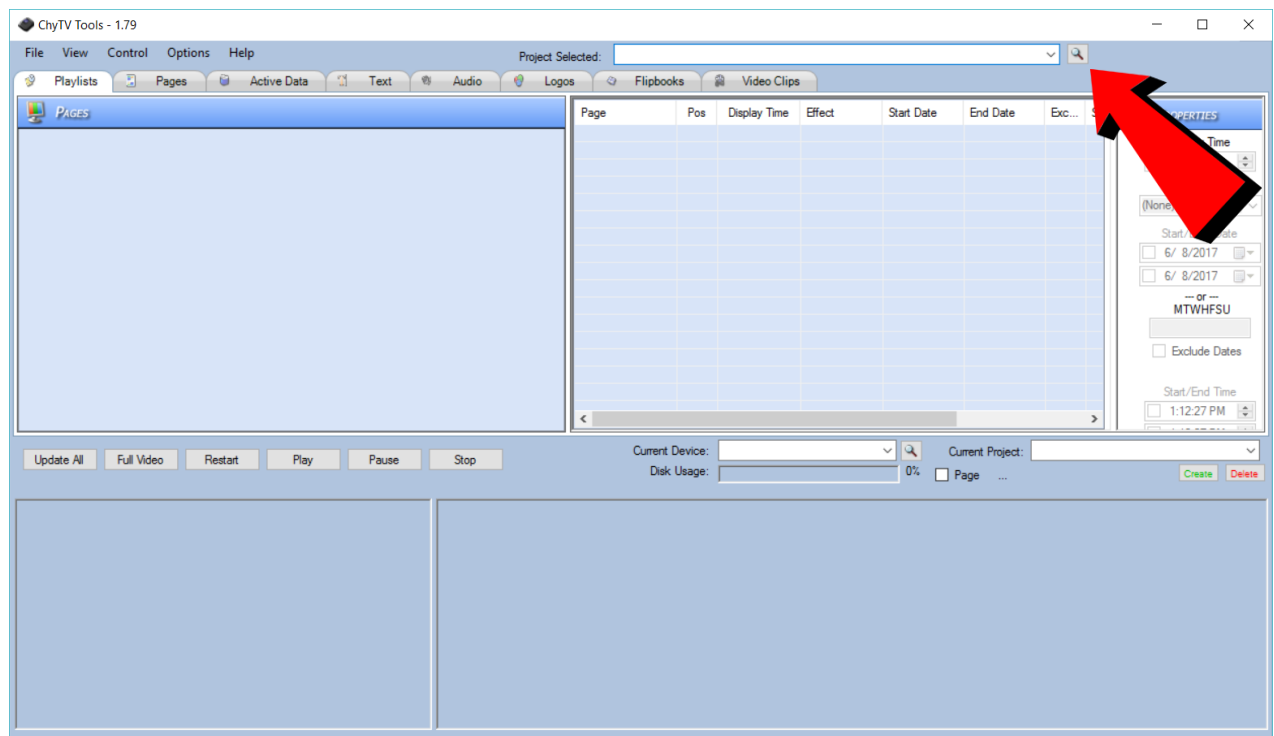 ChyTV Tools - 1.79
File View Control Options Help
Project Selected:
Playlists Pages Active Data Text Audio Logos Flipbooks Video Clips
PAGES
Page Pos Display Time Effect Start Date End Date Exc... S
OPERTIES
Time
(None)
Start/ ate
6/ 8/2017
6/ 8/2017
--- or ---
MTWHFSU
Exclude Dates
Start/End Time
1:12:27 PM
Update All Full Video Restart Play Pause Stop
Current Device: Current Project:
Disk Usage: 0% Page ... Create Delete